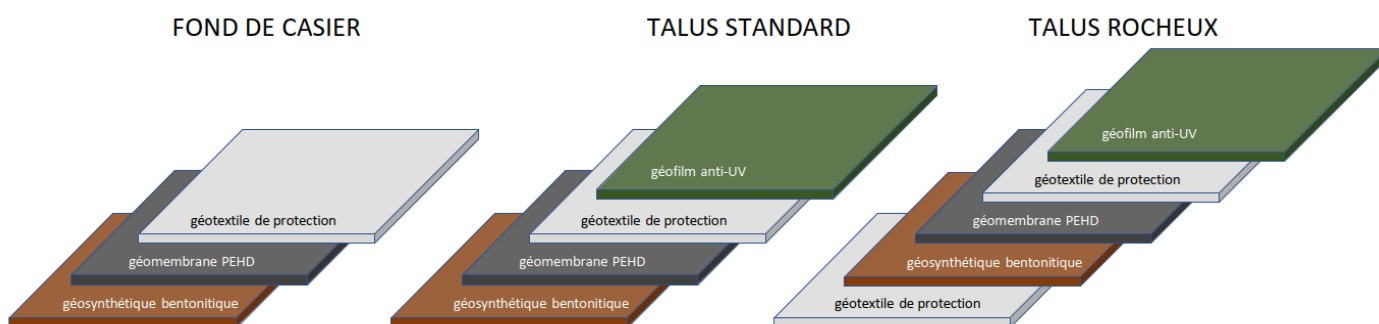 FOND DE CASIER
géotextile de protection
géomembrane PEHD
géosynthétique bentonitique
TALUS STANDARD
géofilm anti-UV
géotextile de protection
géomembrane PEHD
géosynthétique bentonitique
TALUS ROCHEUX
géofilm anti-UV
géotextile de protection
géomembrane PEHD
géosynthétique bentonitique
géotextile de protection